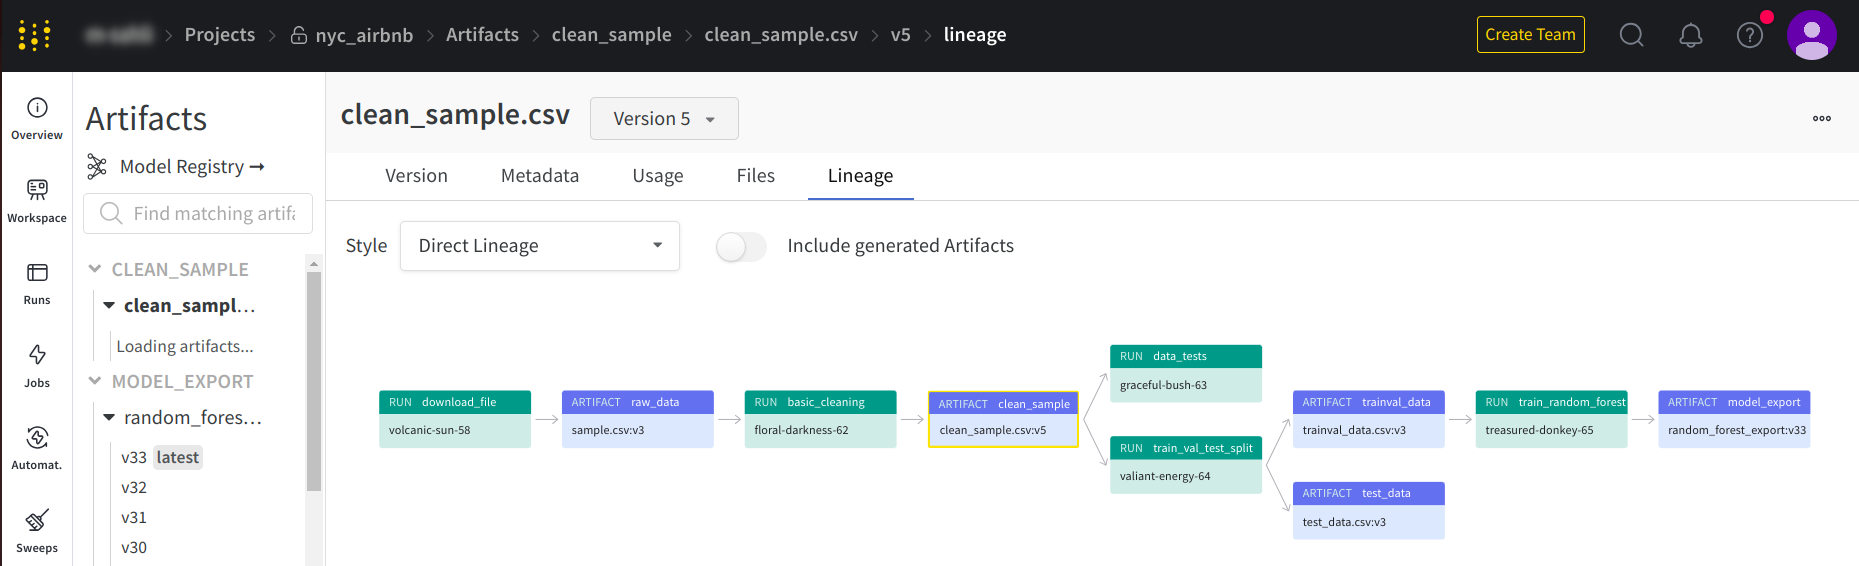 Projects > nyc_airbnb > Artifacts > clean_sample > clean_sample.csv > v5 > lineage
Create Team
Overview
Workspace
Runs
Jobs
Automat.
Sweeps
Artifacts
Model Registry →
Find matching artifa
CLEAN_SAMPLE
clean_sampl...
Loading artifacts...
MODEL_EXPORT
random_fores...
v33 latest
v32
v31
v30
clean_sample.csv
Version 5
Version Metadata Usage Files Lineage
Style Direct Lineage Include generated Artifacts
RUN download_file
volcanic-sun-58
ARTIFACT raw_data
sample.csv:v3
RUN basic_cleaning
floral-darkness-62
ARTIFACT clean_sample
clean_sample.csv:v5
RUN data_tests
graceful-bush-63
RUN train_val_test_split
valiant-energy-64
ARTIFACT trainval_data
trainval_data.csv:v3
ARTIFACT test_data
test_data.csv:v3
RUN train_random_forest
treasured-donkey-65
ARTIFACT model_export
random_forest_export:v33